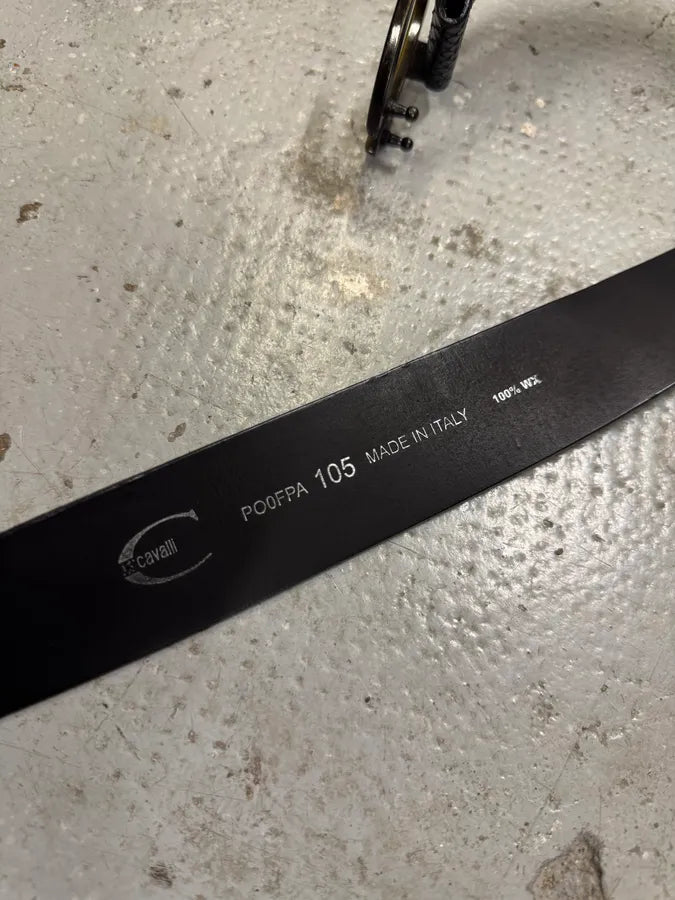 cavalli
PO0FPA 105 MADE IN ITALY 100% WX